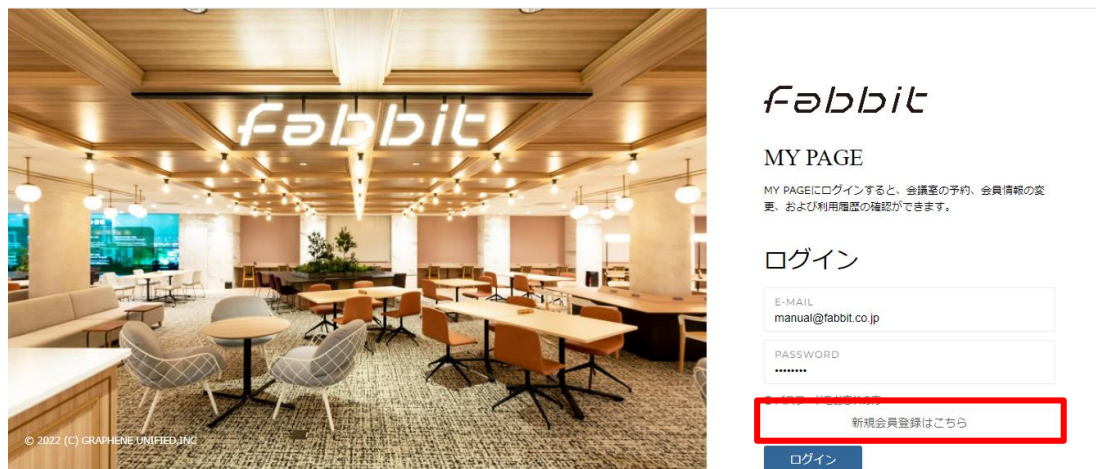 fabbit
© 2022 (C) GRAPHENE UNIFIED,INC
fabbit
MY PAGE
MY PAGEにログインすると、会議室の予約、会員情報の変
更、および利用履歴の確認ができます。
ログイン
E-MAIL
manual@fabbit.co.jp
PASSWORD
••••••••
新規会員登録はこちら
ログイン